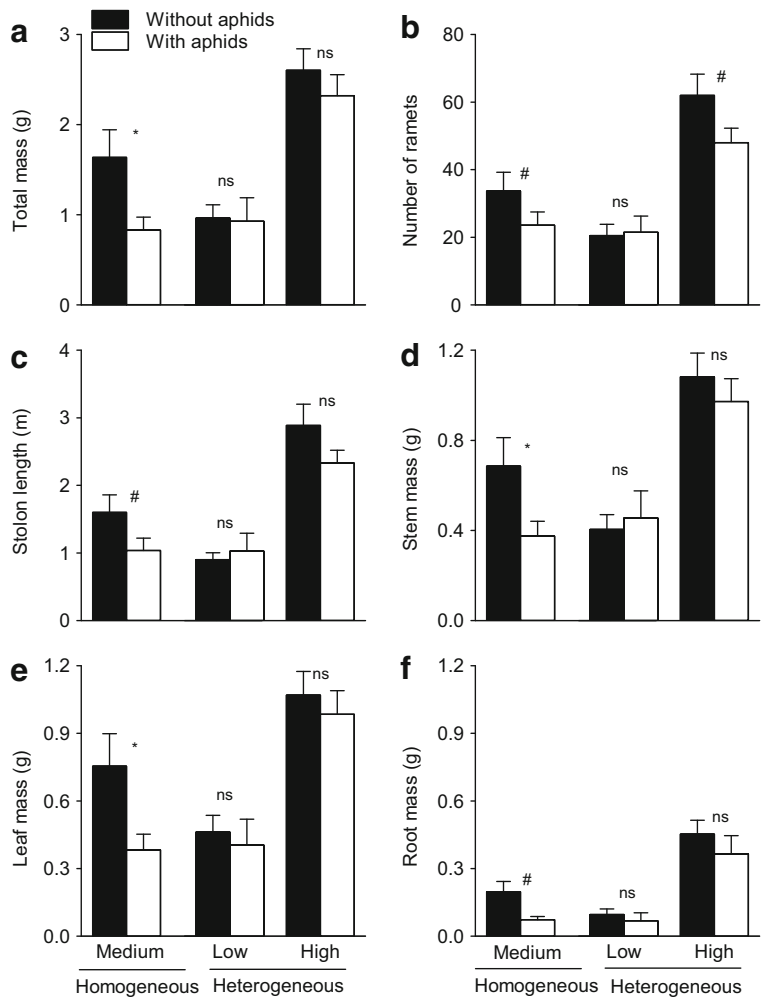 a
Without aphids
With aphids
Total mass (g)
3
2
1
0
*
ns
ns
b
Number of ramets
80
60
40
20
0
#
ns
#
c
Stolon length (m)
4
3
2
1
0
#
ns
ns
d
Stem mass (g)
1.2
0.8
0.4
0.0
*
ns
ns
e
Leaf mass (g)
1.2
0.9
0.6
0.3
0.0
*
ns
ns
Medium Low High
Homogeneous Heterogeneous
f
Root mass (g)
1.2
0.9
0.6
0.3
0.0
#
ns
ns
Medium Low High
Homogeneous Heterogeneous